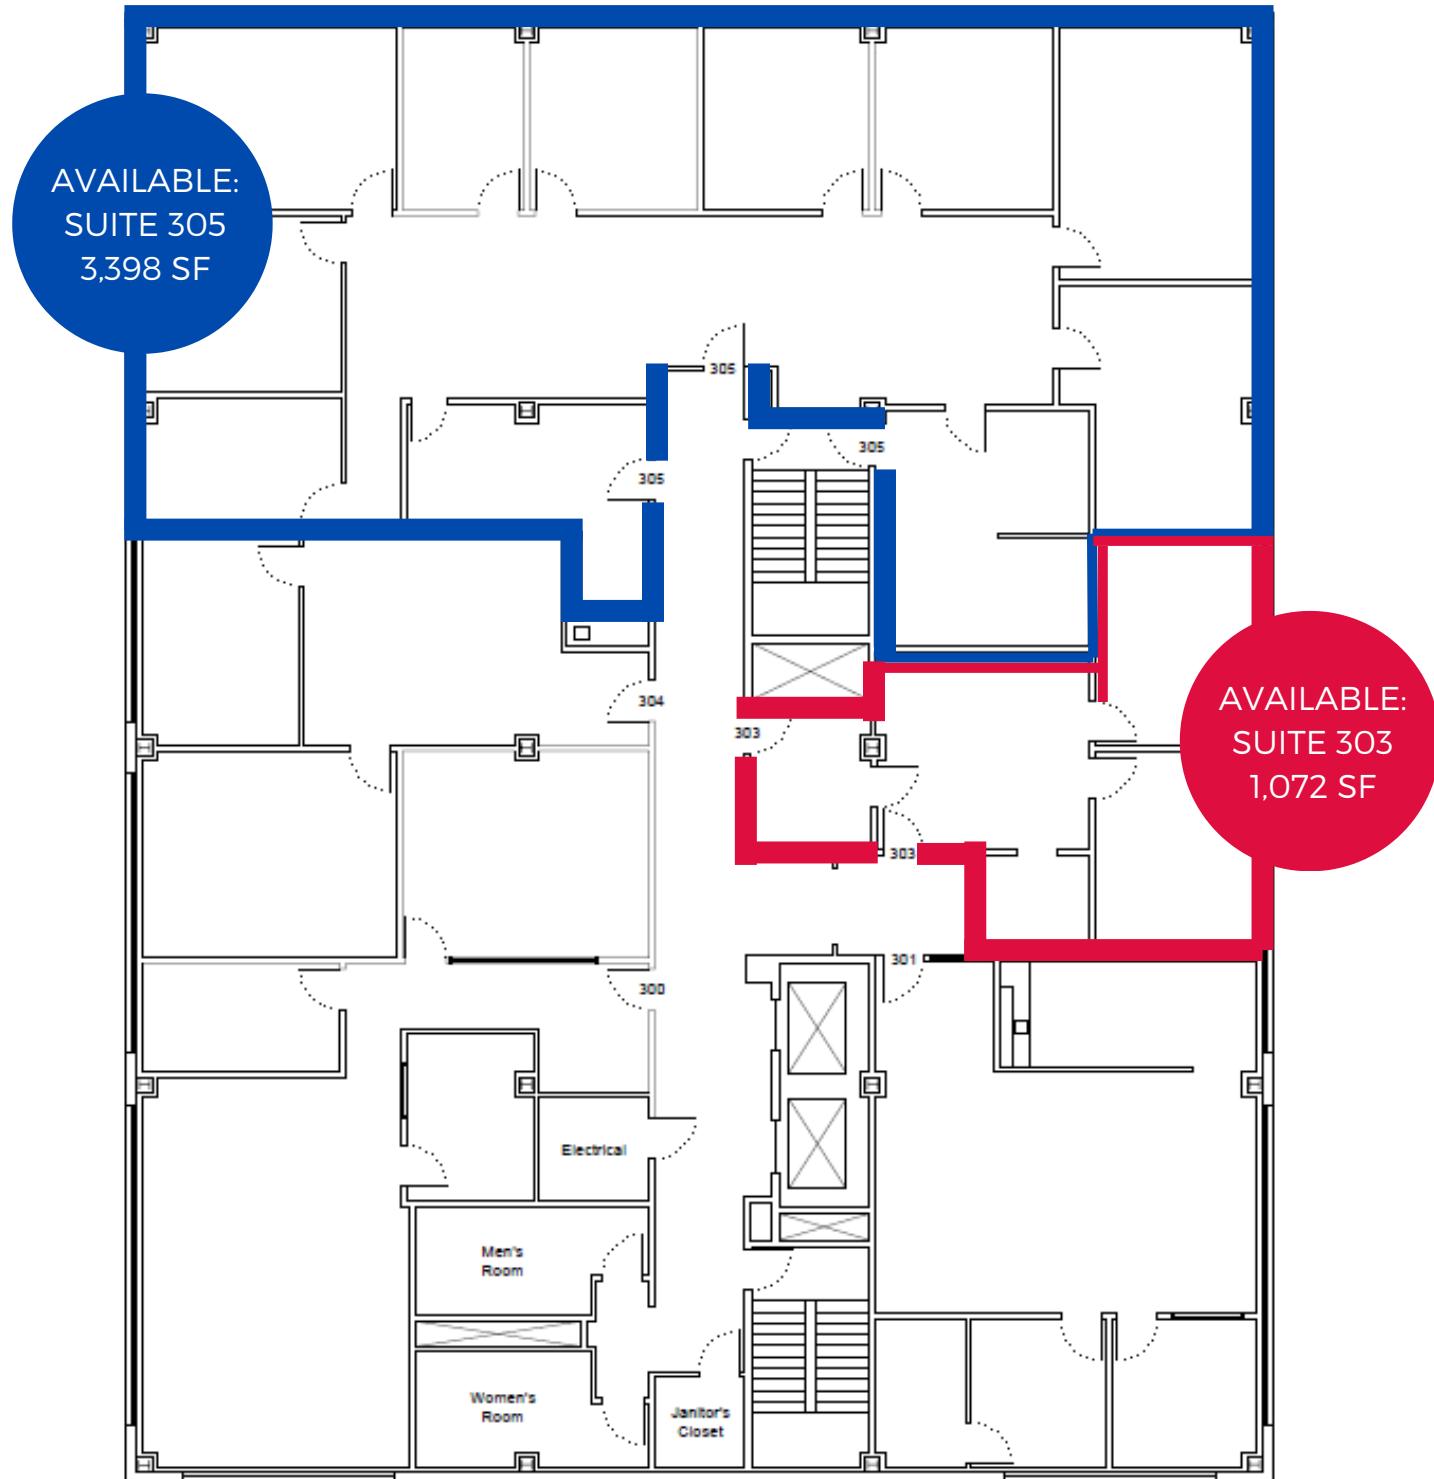 AVAILABLE:
SUITE 305
3,398 SF
305
305
305
AVAILABLE:
SUITE 303
1,072 SF
304
303
303
301
300
Electrical
Men's
Room
Women's
Room
Janitor's
Closet